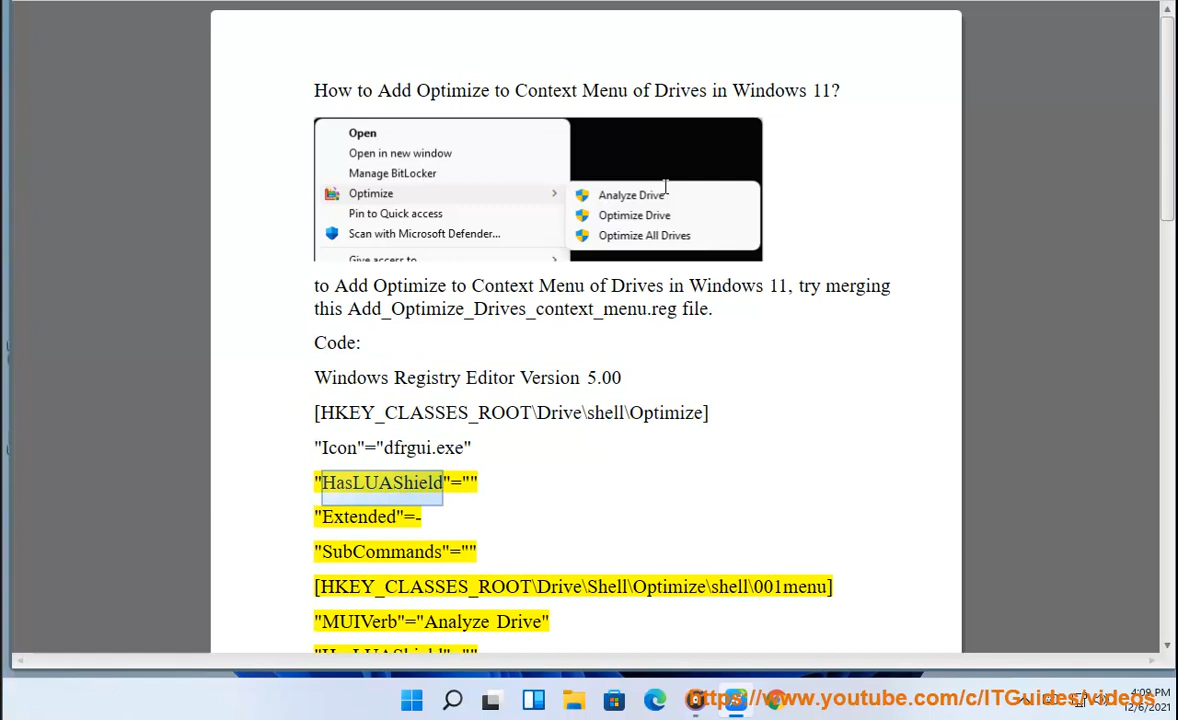 How to Add Optimize to Context Menu of Drives in Windows 11?
Open
Open in new window
Manage BitLocker
Optimize
Pin to Quick access
Scan with Microsoft Defender...
Give access to
Analyze Drive
Optimize Drive
Optimize All Drives
to Add Optimize to Context Menu of Drives in Windows 11, try merging
this Add_Optimize_Drives_context_menu.reg file.
Code:
Windows Registry Editor Version 5.00
[HKEY_CLASSES_ROOT\Drive\shell\Optimize]
"Icon"="dfrgui.exe"
"HasLUAShield"=""
"Extended"=-
"SubCommands"=""
[HKEY_CLASSES_ROOT\Drive\Shell\Optimize\shell\001menu]
"MUIVerb"="Analyze Drive"
"HasLUAShield"=""
https://www.youtube.com/c/ITGuides/videos
4:09 PM
12/6/2021